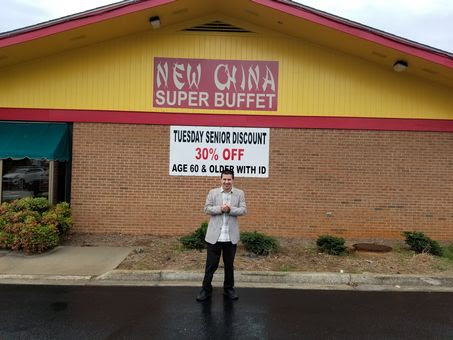 NEW CHINA
SUPER BUFFET
TUESDAY SENIOR DISCOUNT
30% OFF
AGE 60 & OLDER WITH ID